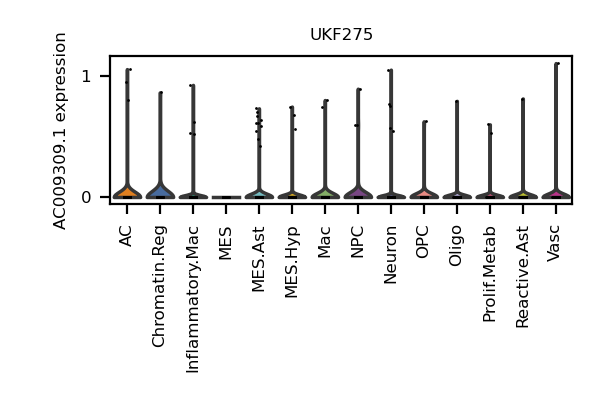 UKF275
AC009309.1 expression
1
0
AC
Chromatin.Reg
Inflammatory.Mac
MES
MES.Ast
MES.Hyp
Mac
NPC
Neuron
OPC
Oligo
Prolif.Metab
Reactive.Ast
Vasc